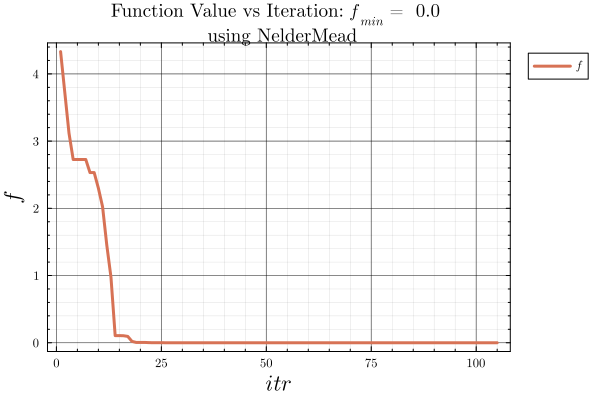 Function Value vs Iteration: f_min = 0.0
using NelderMead
f
4
3
2
1
0
f
0 25 50 75 100
itr